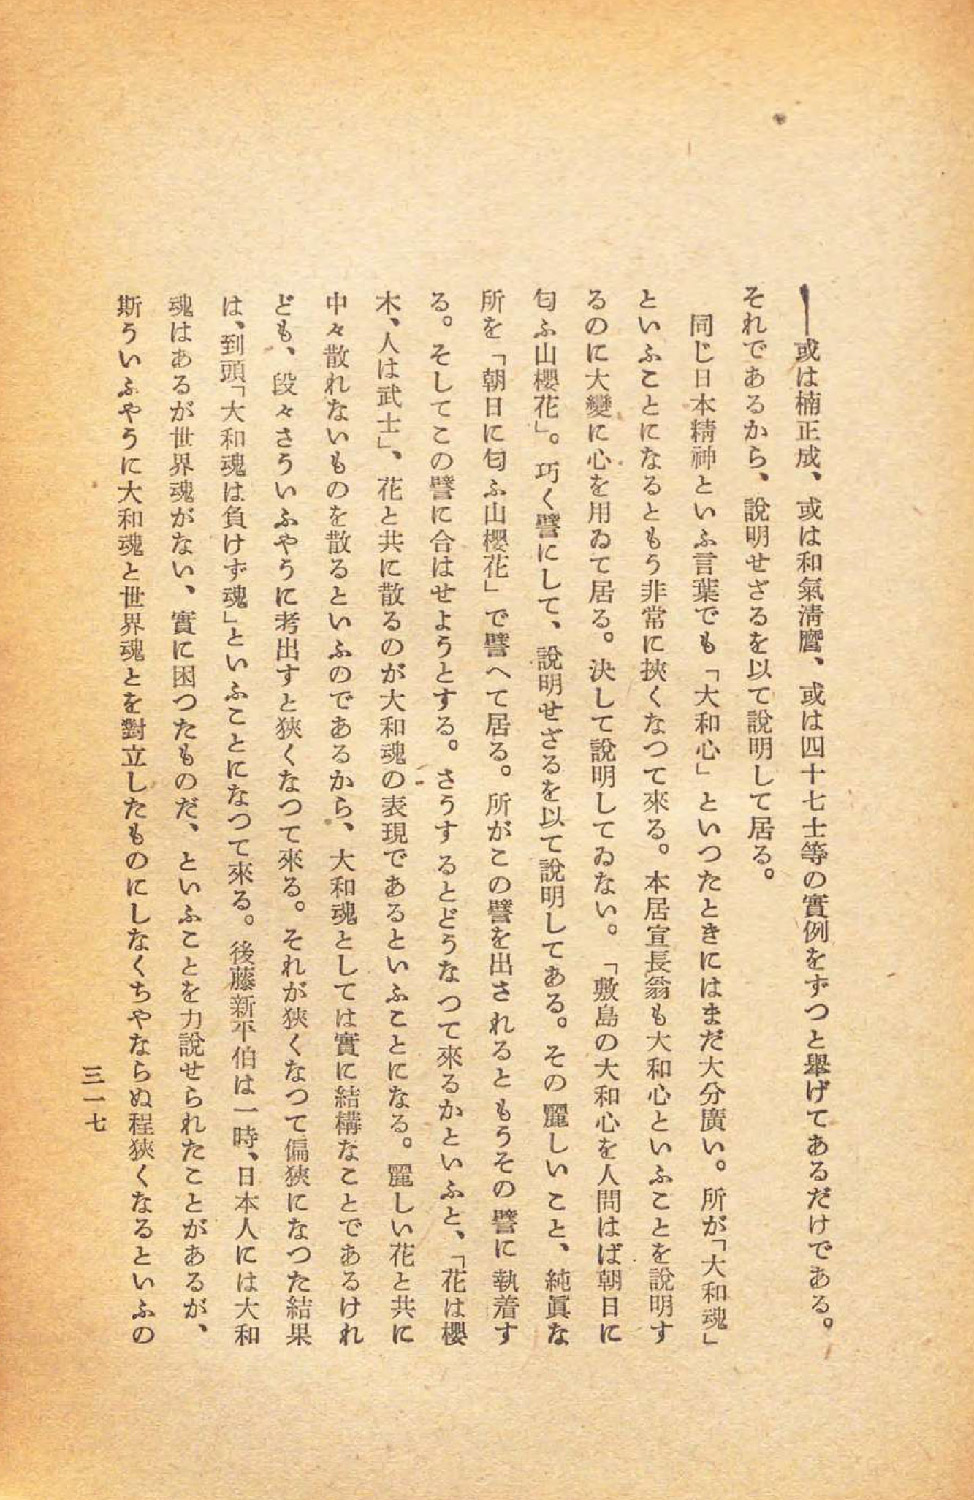 ――或は楠正成、或は和氣淸麿、或は四十七士等の實例をずつと擧げてあるだけである。
それであるから、說明せざるを以て說明して居る。
同じ日本精神といふ言葉でも「大和心」といつたときにはまだ大分廣い。所が「大和魂」
といふことになるともう非常に挾くなつて來る。本居宣長翁も大和心といふことを說明す
るのに大變に心を用ゐて居る。決して說明してゐない。「敷島の大和心を人問はば朝日に
匂ふ山櫻花」。巧く譬にして、說明せざるを以て說明してある。その麗しいこと、純眞な
所を「朝日に匂ふ山櫻花」で譬へて居る。所がこの譬を出されるともうその譬に執着す
る。そしてこの譬に合はせようとする。さうするとどうなつて來るかといふと、「花は櫻
木、人は武士」、花と共に散るのが大和魂の表現であるといふことになる。麗しい花と共に
中々散れないものを散るといふのであるから、大和魂としては實に結構なことであるけれ
ども、段々さういふやうに考出すと狹くなつて來る。それが狹くなつて偏狹になつた結果
は、到頭「大和魂は負けず魂」といふことになつて來る。後藤新平伯は一時、日本人には大和
魂はあるが世界魂がない、實に困つたものだ、といふことを力說せられたことがあるが、
斯ういふやうに大和魂と世界魂とを對立したものにしなくちやならぬ程狹くなるといふの
三一七